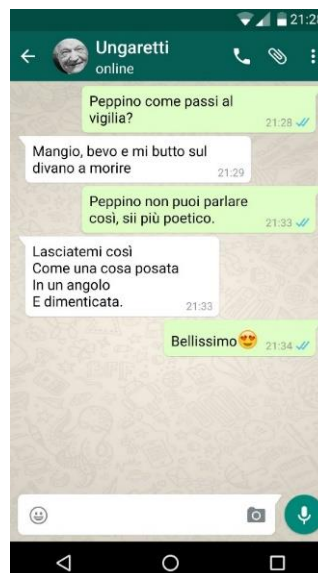 21:28
Ungaretti
online
Peppino come passi al
vigilia?
21:28
Mangio, bevo e mi butto sul
divano a morire
21:29
Peppino non puoi parlare
così, sii più poetico.
21:33
Lasciatemi così
Come una cosa posata
In un angolo
E dimenticata.
21:33
Bellissimo😍
21:34